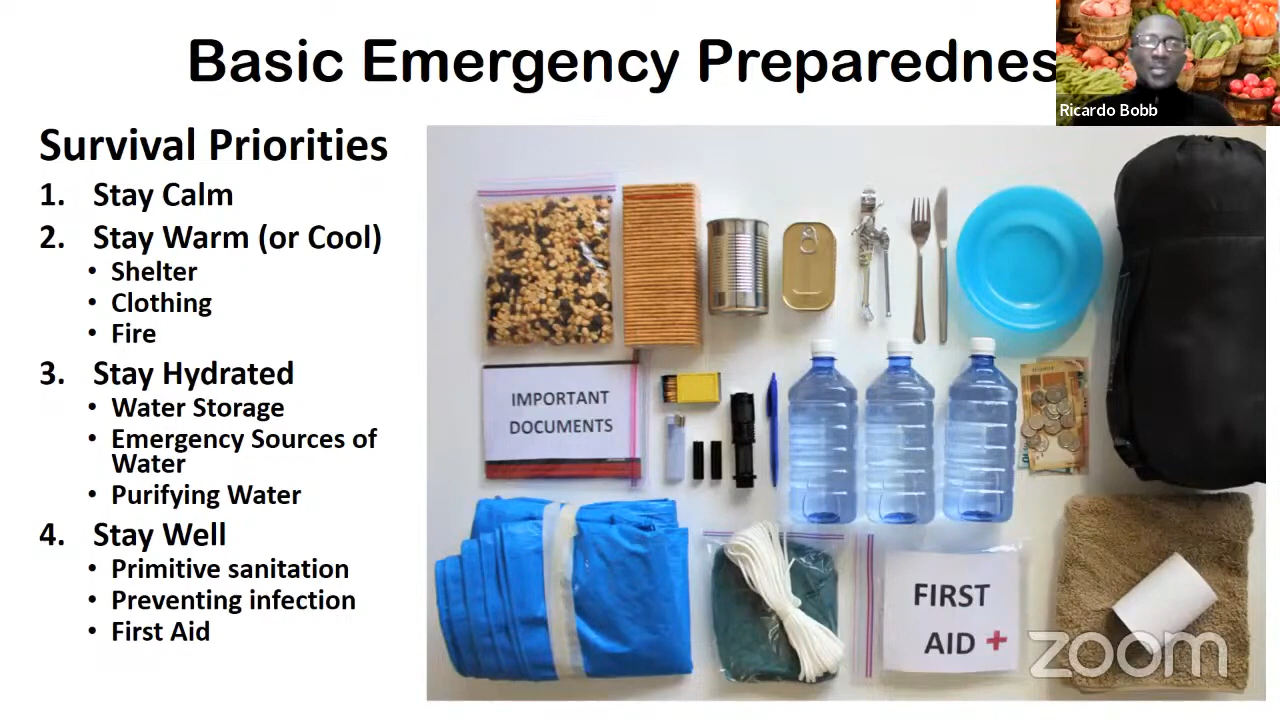 Basic Emergency Preparednes
Ricardo Bobb
Survival Priorities
1. Stay Calm
2. Stay Warm (or Cool)
• Shelter
• Clothing
• Fire
3. Stay Hydrated
• Water Storage
• Emergency Sources of
Water
• Purifying Water
4. Stay Well
• Primitive sanitation
• Preventing infection
• First Aid
IMPORTANT
DOCUMENTS
FIRST
AID +
zoom